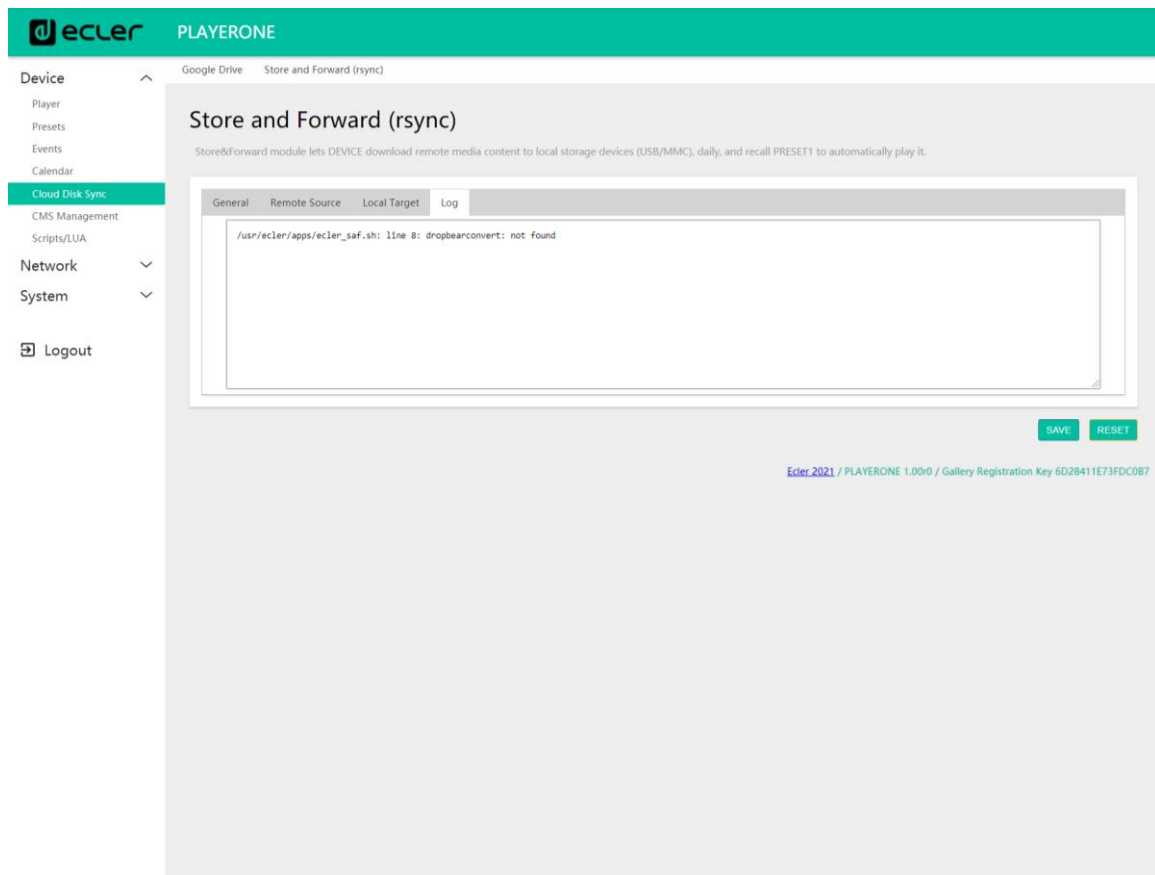 ecler PLAYERONE
Google Drive Store and Forward (rsync)
Device
Player
Presets
Events
Calendar
Cloud Disk Sync
CMS Management
Scripts/LUA
Network
System
Logout
Store and Forward (rsync)
Store&Forward module lets DEVICE download remote media content to local storage devices (USB/MMC), daily, and recall PRESET1 to automatically play it.
General Remote Source Local Target Log
/usr/ecler/apps/ecler_saf.sh: line 8: dropbearconvert: not found
SAVE RESET
Ecler 2021 / PLAYERONE 1.00r0 / Gallery Registration Key 6D28411E73FDC0B7